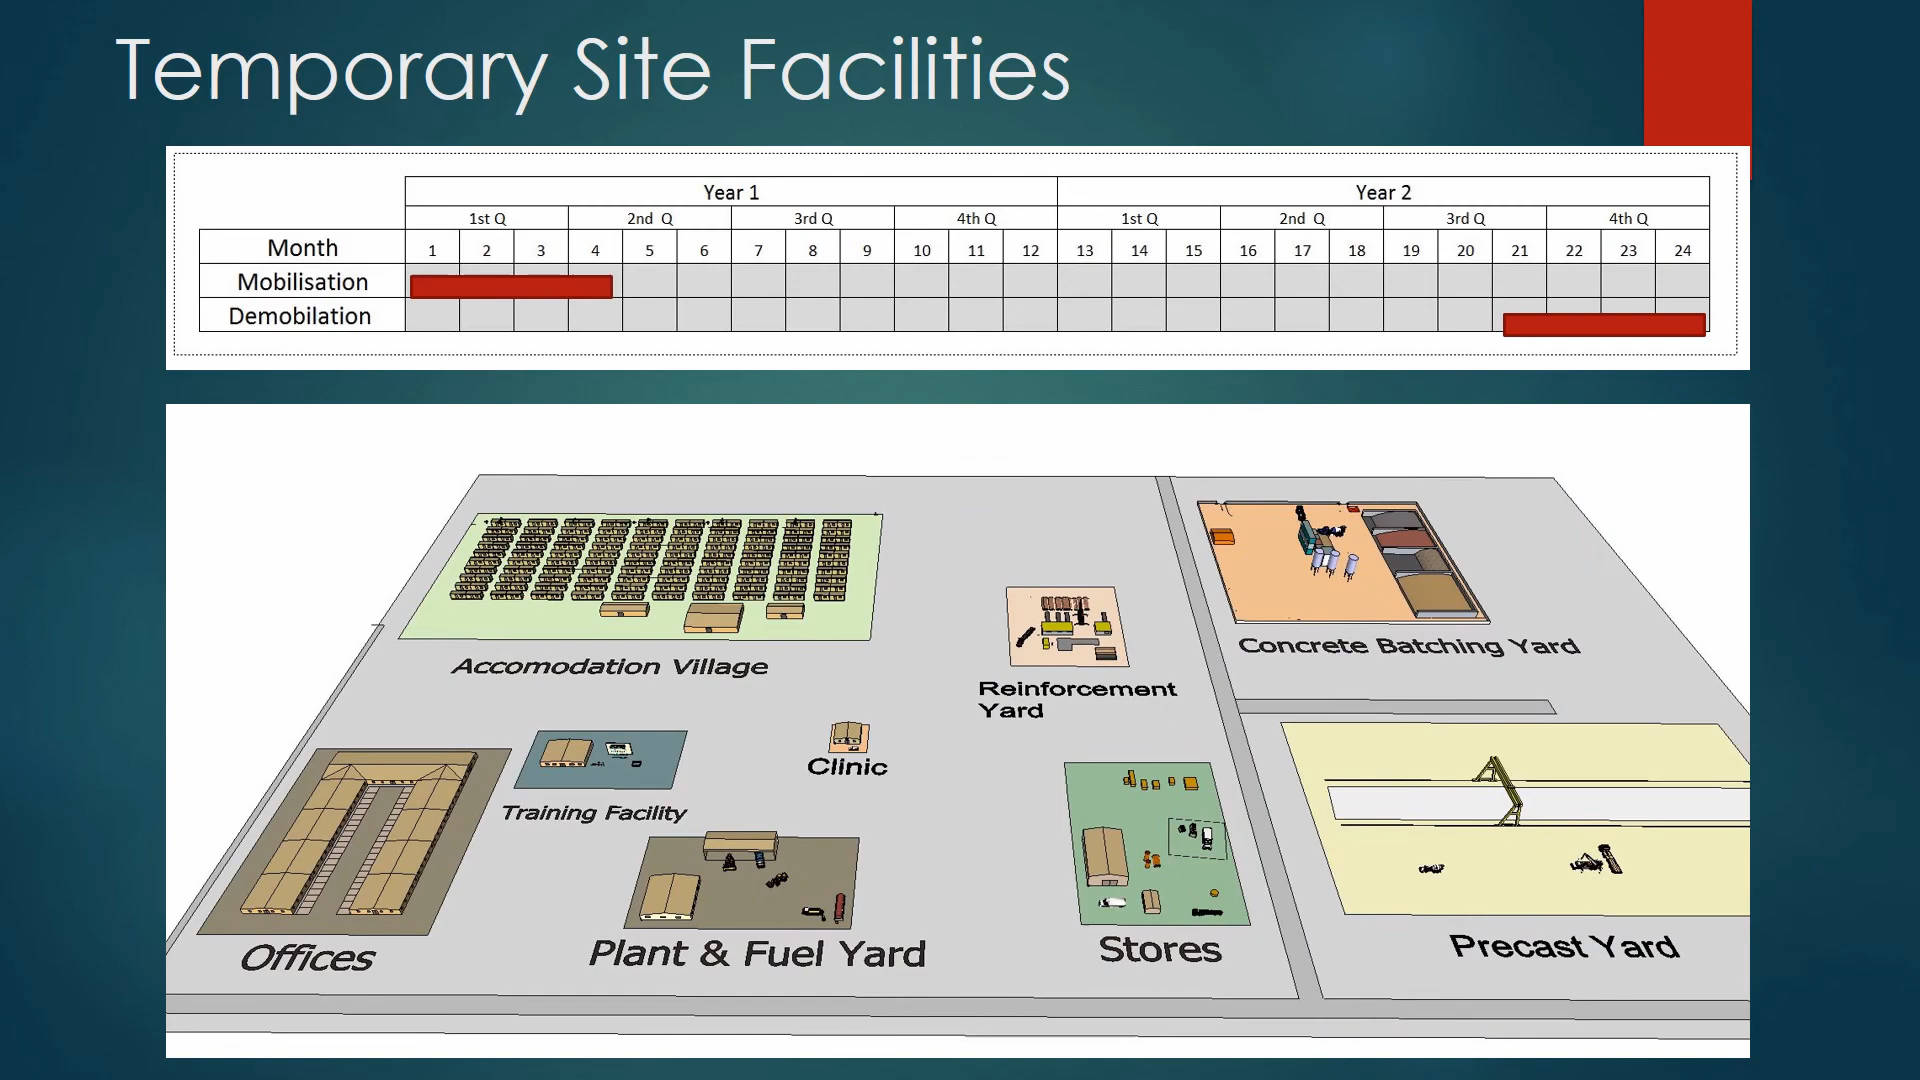 Temporary Site Facilities
Year 1 Year 2
1st Q 2nd Q 3rd Q 4th Q 1st Q 2nd Q 3rd Q 4th Q
Month 1 2 3 4 5 6 7 8 9 10 11 12 13 14 15 16 17 18 19 20 21 22 23 24
Mobilisation
Demobilation
Concrete Batching Yard
Accomodation Village
Reinforcement
Yard
Clinic
Training Facility
Offices
Plant & Fuel Yard
Stores
Precast Yard